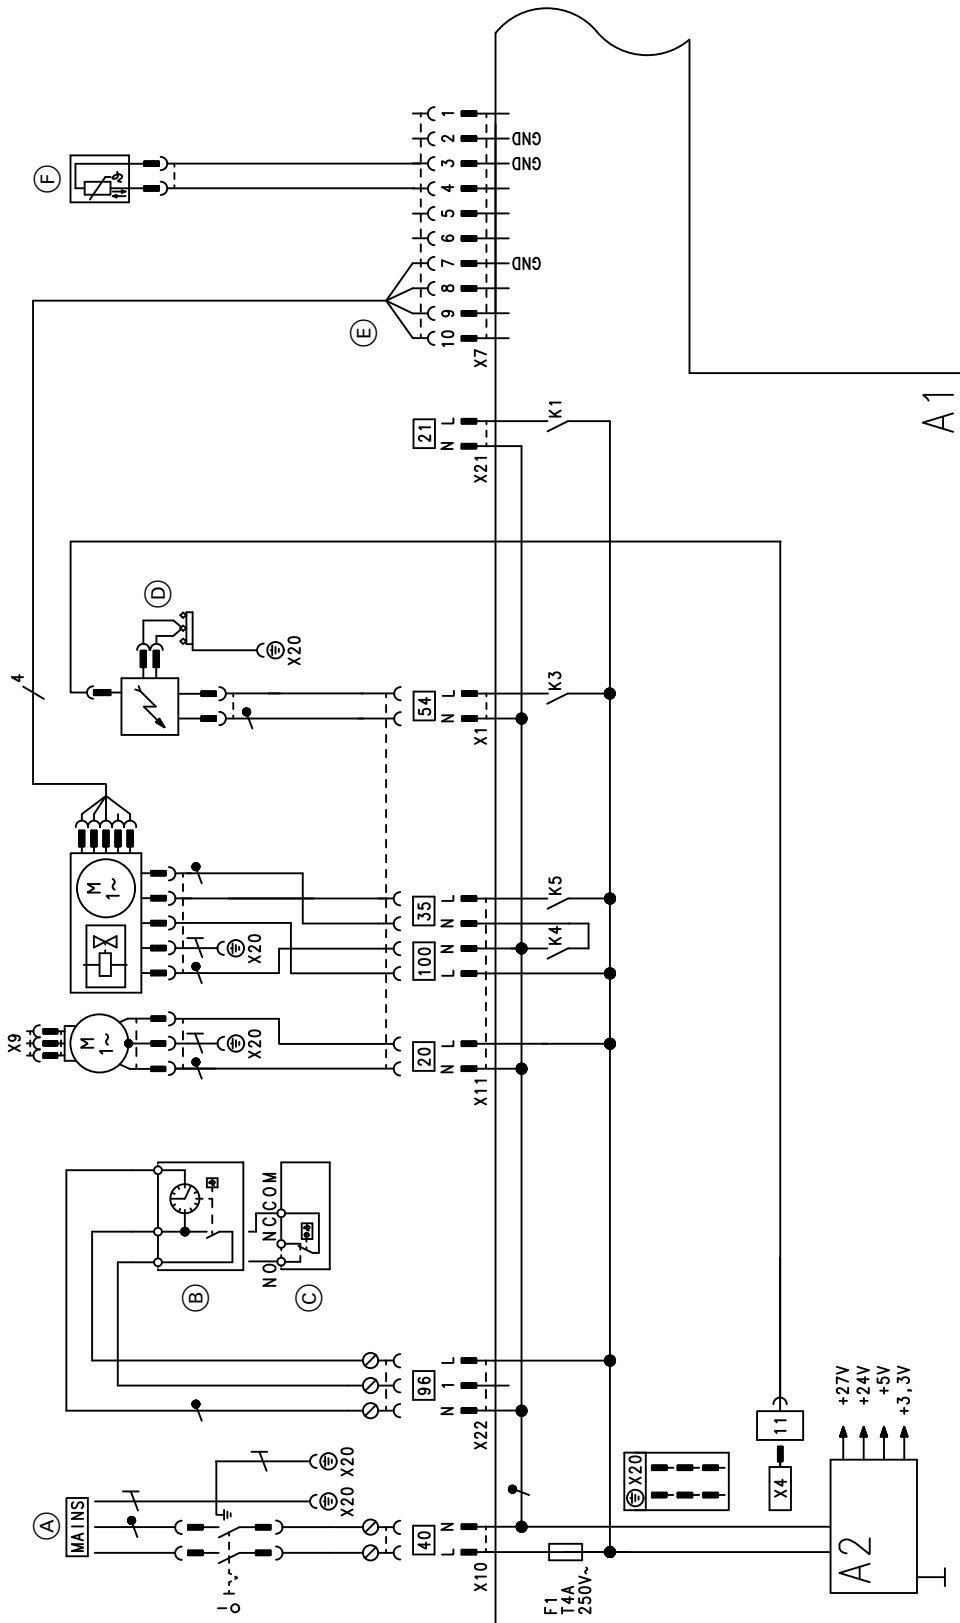 A
MAINS
X9
4
F
M
1~
M
1~
D
ϑ
B
X20
X20
X20
NO
NC
COM
X20
X20
C
E
40
96
20
100
35
54
21
L
N
N
1
L
N
L
L
N
N
L
N
L
N
L
10
9
8
7
6
5
4
3
2
1
X10
X22
X11
X1
X21
X7
GND
GND
GND
F1
T4A
250V~
K4
K5
K3
K1
X20
X4
11
A2
+27V
+24V
+5V
+3,3V
A1
I
O